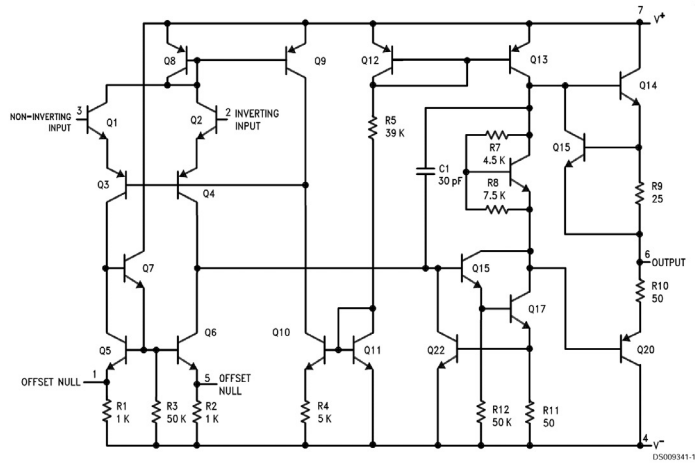 7
V+
Q8
Q9
Q12
Q13
Q14
3
NON-INVERTING
INPUT
Q1
Q2
2 INVERTING
INPUT
R5
39 K
R7
4.5 K
Q15
C1
30 pF
R8
7.5 K
R9
25
Q3
Q4
6
OUTPUT
Q7
Q15
R10
50
Q5
Q6
Q10
Q11
Q22
Q17
Q20
OFFSET NULL
1
5 OFFSET
NULL
R1
1 K
R3
50 K
R2
1 K
R4
5 K
R12
50 K
R11
50
4
V-
DS009341-1